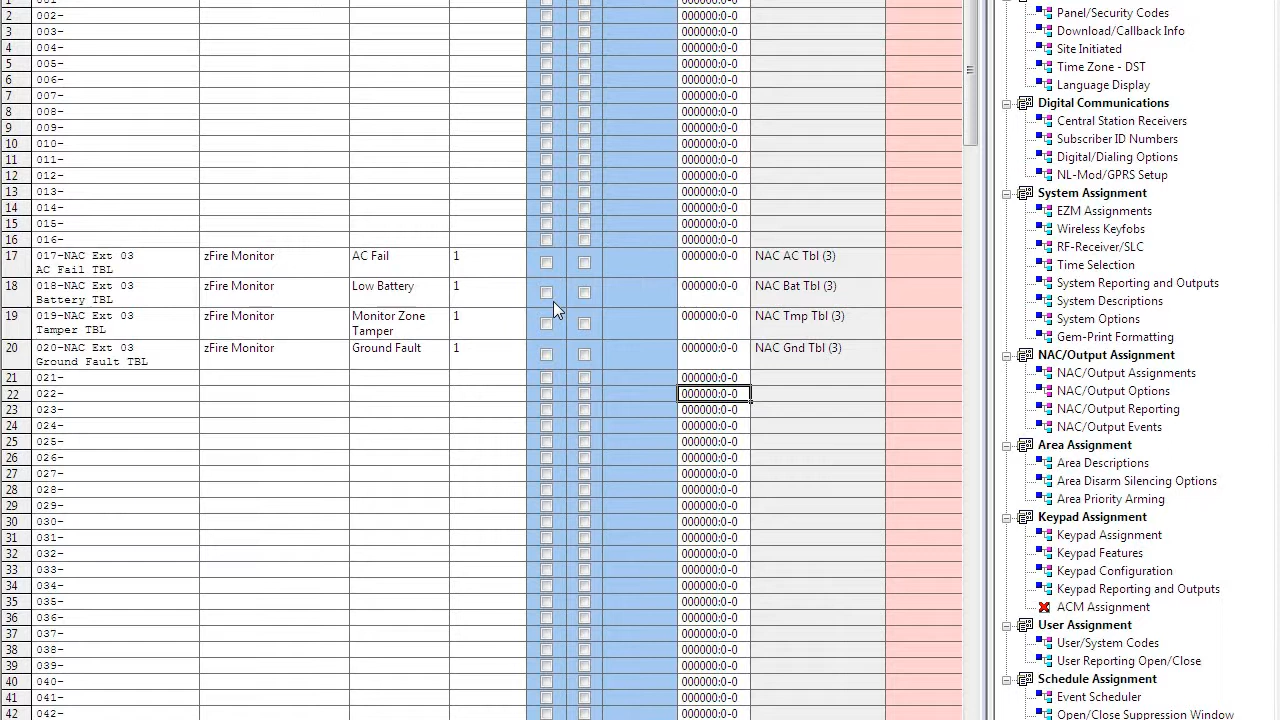 1 001- 000000:0-0
2 002- 000000:0-0
3 003- 000000:0-0
4 004- 000000:0-0
5 005- 000000:0-0
6 006- 000000:0-0
7 007- 000000:0-0
8 008- 000000:0-0
9 009- 000000:0-0
10 010- 000000:0-0
11 011- 000000:0-0
12 012- 000000:0-0
13 013- 000000:0-0
14 014- 000000:0-0
15 015- 000000:0-0
16 016- 000000:0-0
17 017-NAC Ext 03 zFire Monitor AC Fail 1 000000:0-0 NAC AC Tbl (3)
AC Fail TBL
18 018-NAC Ext 03 zFire Monitor Low Battery 1 000000:0-0 NAC Bat Tbl (3)
Battery TBL
19 019-NAC Ext 03 zFire Monitor Monitor Zone 1 000000:0-0 NAC Tmp Tbl (3)
Tamper TBL Tamper
20 020-NAC Ext 03 zFire Monitor Ground Fault 1 000000:0-0 NAC Gnd Tbl (3)
Ground Fault TBL
21 021- 000000:0-0
22 022- 000000:0-0
23 023- 000000:0-0
24 024- 000000:0-0
25 025- 000000:0-0
26 026- 000000:0-0
27 027- 000000:0-0
28 028- 000000:0-0
29 029- 000000:0-0
30 030- 000000:0-0
31 031- 000000:0-0
32 032- 000000:0-0
33 033- 000000:0-0
34 034- 000000:0-0
35 035- 000000:0-0
36 036- 000000:0-0
37 037- 000000:0-0
38 038- 000000:0-0
39 039- 000000:0-0
40 040- 000000:0-0
41 041- 000000:0-0
42 042- 000000:0-0
Panel/Security Codes
Download/Callback Info
Site Initiated
Time Zone - DST
Language Display
Digital Communications
Central Station Receivers
Subscriber ID Numbers
Digital/Dialing Options
NL-Mod/GPRS Setup
System Assignment
EZM Assignments
Wireless Keyfobs
RF-Receiver/SLC
Time Selection
System Reporting and Outputs
System Descriptions
System Options
Gem-Print Formatting
NAC/Output Assignment
NAC/Output Assignments
NAC/Output Options
NAC/Output Reporting
NAC/Output Events
Area Assignment
Area Descriptions
Area Disarm Silencing Options
Area Priority Arming
Keypad Assignment
Keypad Assignment
Keypad Features
Keypad Configuration
Keypad Reporting and Outputs
ACM Assignment
User Assignment
User/System Codes
User Reporting Open/Close
Schedule Assignment
Event Scheduler
Open/Close Suppression Window